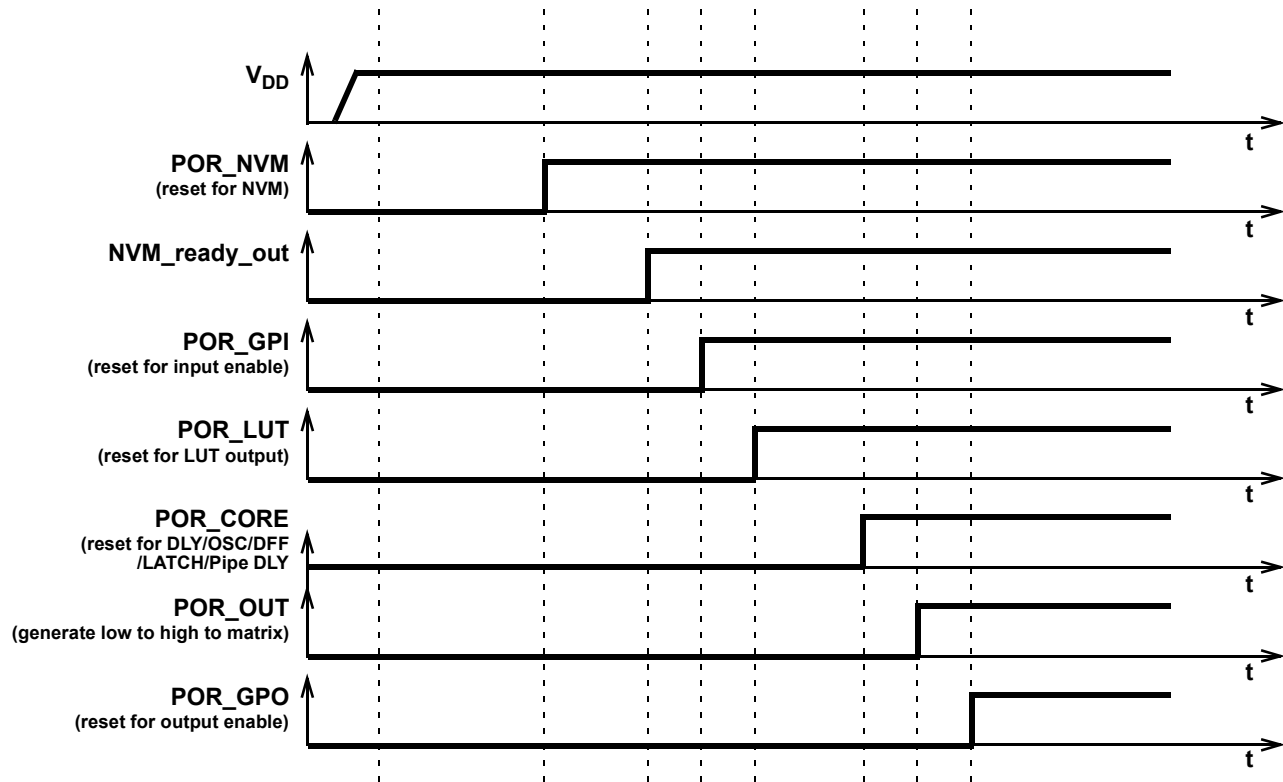 VDD
t
POR_NVM
(reset for NVM)
t
NVM_ready_out
t
POR_GPI
(reset for input enable)
t
POR_LUT
(reset for LUT output)
t
POR_CORE
(reset for DLY/OSC/DFF
/LATCH/Pipe DLY
t
POR_OUT
(generate low to high to matrix)
t
POR_GPO
(reset for output enable)
t